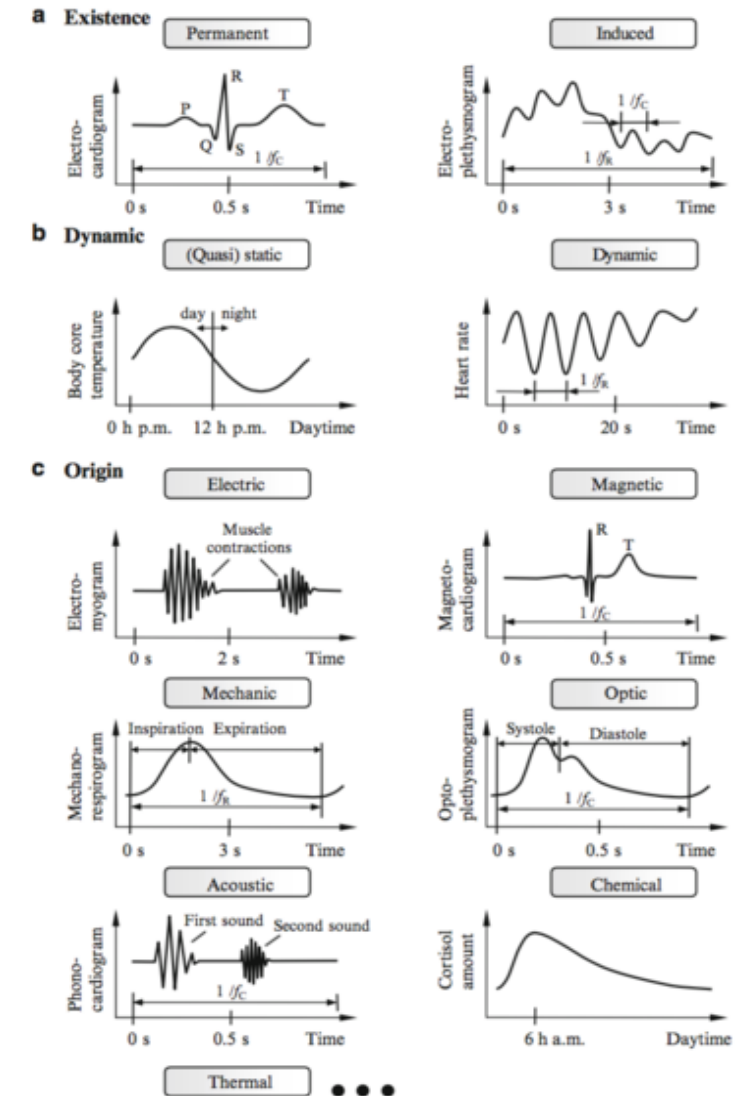 a Existence
Permanent
Electro-
cardiogram
P
R
T
Q
S
1/fC
0 s
0.5 s
Time
Induced
Electro-
plethysmogram
1/fC
1/fR
0 s
3 s
Time
b Dynamic
(Quasi) static
Body core
temperature
day
night
0 h p.m.
12 h p.m.
Daytime
Dynamic
Heart rate
1/fR
0 s
20 s
Time
c Origin
Electric
Electro-
myogram
Muscle
contractions
0 s
2 s
Time
Magnetic
Magneto-
cardiogram
R
T
1/fC
0 s
0.5 s
Time
Mechanic
Mechano-
respirogram
Inspiration
Expiration
1/fR
0 s
3 s
Time
Optic
Opto-
plethysmogram
Systole
Diastole
1/fC
0 s
0.5 s
Time
Acoustic
Phono-
cardiogram
First sound
Second sound
1/fC
0 s
0.5 s
Time
Chemical
Cortisol
amount
6 h a.m.
Daytime
Thermal